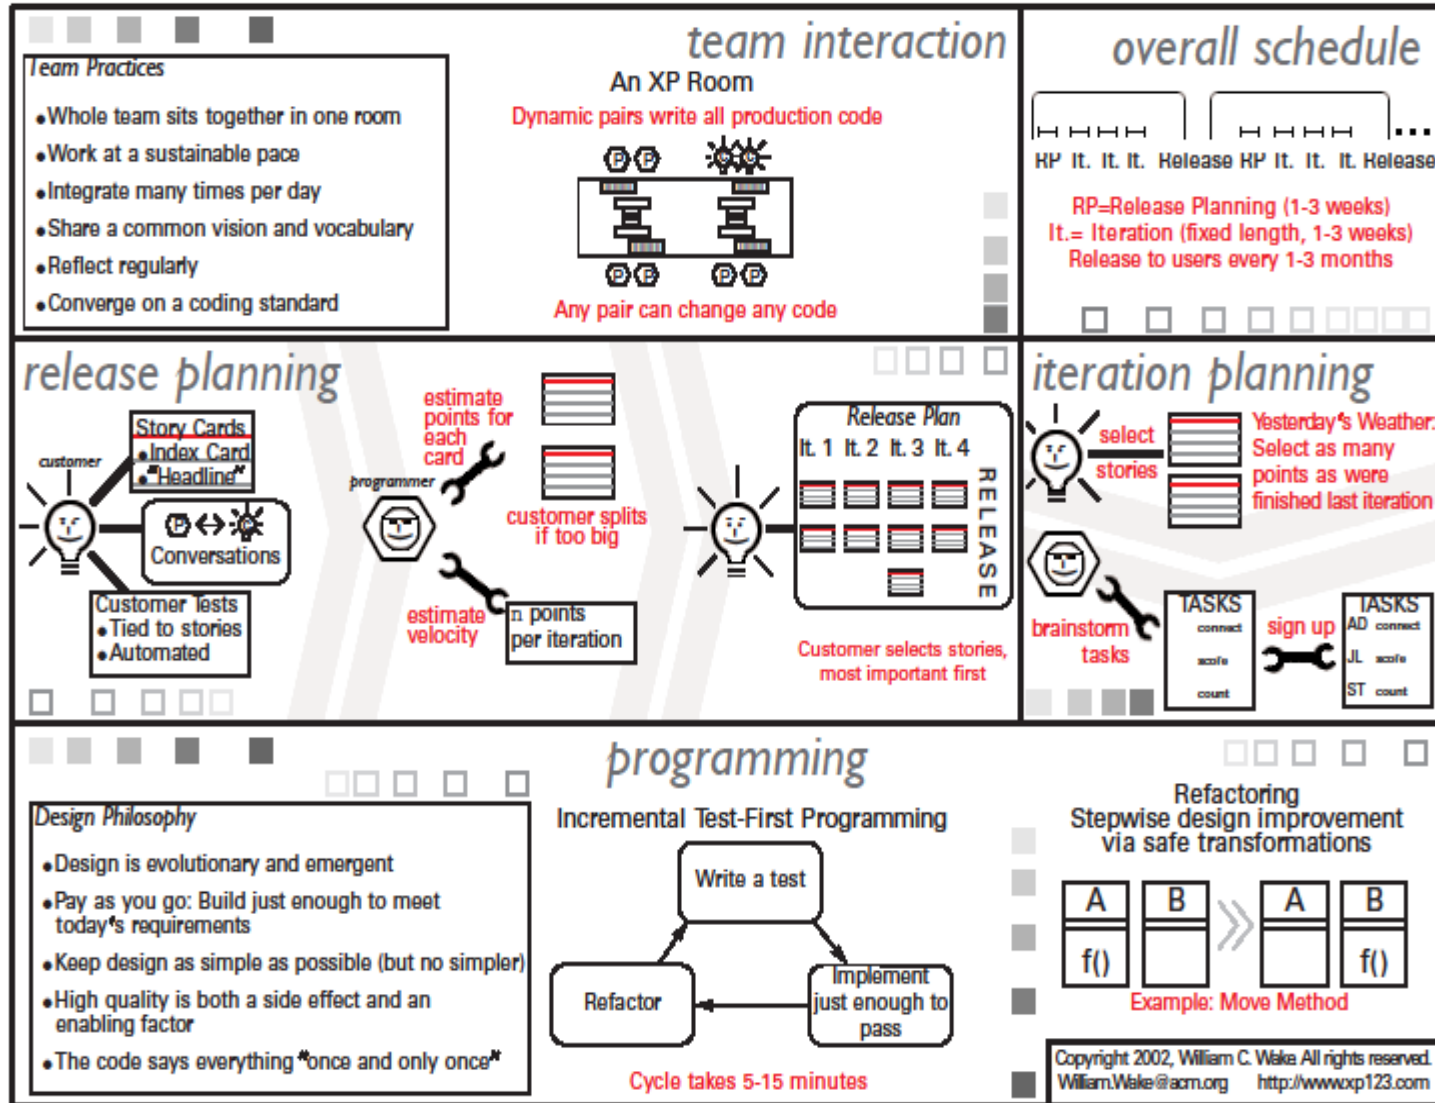 team interaction
Team Practices
•Whole team sits together in one room
•Work at a sustainable pace
•Integrate many times per day
•Share a common vision and vocabulary
•Reflect regularly
•Converge on a coding standard
An XP Room
Dynamic pairs write all production code
P P C C
P P P P
Any pair can change any code
overall schedule
RP It. It. It. Release RP It. It. It. Release
...
RP=Release Planning (1-3 weeks)
It.= Iteration (fixed length, 1-3 weeks)
Release to users every 1-3 months
release planning
customer
Story Cards
•Index Card
•"Headline"
P C
Conversations
Customer Tests
•Tied to stories
•Automated
programmer
estimate
points for
each
card
customer splits
if too big
estimate
velocity
n points
per iteration
Release Plan
It. 1 It. 2 It. 3 It. 4
RELEASE
Customer selects stories,
most important first
iteration planning
select
stories
Yesterday's Weather:
Select as many
points as were
finished last iteration
brainstorm
tasks
TASKS
connect
count
sign up
TASKS
AD connect
JL
ST count
programming
Design Philosophy
•Design is evolutionary and emergent
•Pay as you go: Build just enough to meet
today's requirements
•Keep design as simple as possible (but no simpler)
•High quality is both a side effect and an
enabling factor
•The code says everything "once and only once"
Incremental Test-First Programming
Write a test
Implement
just enough to
pass
Refactor
Cycle takes 5-15 minutes
Refactoring
Stepwise design improvement
via safe transformations
A B A B
f() f()
Example: Move Method
Copyright 2002, William C. Wake. All rights reserved.
William.Wake@acm.org http://www.xp123.com